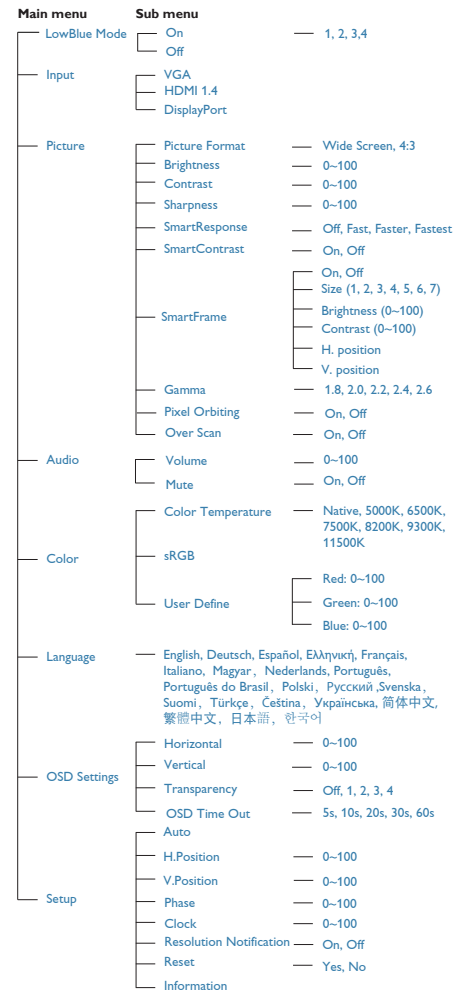 Main menu Sub menu
LowBlue Mode On 1, 2, 3,4
Off
Input VGA
HDMI 1.4
DisplayPort
Picture Picture Format Wide Screen, 4:3
Brightness 0~100
Contrast 0~100
Sharpness 0~100
SmartResponse Off, Fast, Faster, Fastest
SmartContrast On, Off
On, Off
Size (1, 2, 3, 4, 5, 6, 7)
Brightness (0~100)
SmartFrame
Contrast (0~100)
H. position
V. position
Gamma 1.8, 2.0, 2.2, 2.4, 2.6
Pixel Orbiting On, Off
Over Scan On, Off
Audio Volume 0~100
Mute On, Off
Color Temperature Native, 5000K, 6500K,
7500K, 8200K, 9300K,
11500K
Color sRGB
Red: 0~100
User Define Green: 0~100
Blue: 0~100
Language English, Deutsch, Español, Ελληνική, Français,
Italiano, Magyar, Nederlands, Português,
Português do Brasil, Polski, Русский ,Svenska,
Suomi, Türkçe, Čeština, Українська, 简体中文,
繁體中文, 日本語, 한국어
Horizontal 0~100
Vertical 0~100
OSD Settings
Transparency Off, 1, 2, 3, 4
OSD Time Out 5s, 10s, 20s, 30s, 60s
Auto
H.Position 0~100
V.Position 0~100
Setup Phase 0~100
Clock 0~100
Resolution Notification On, Off
Reset Yes, No
Information